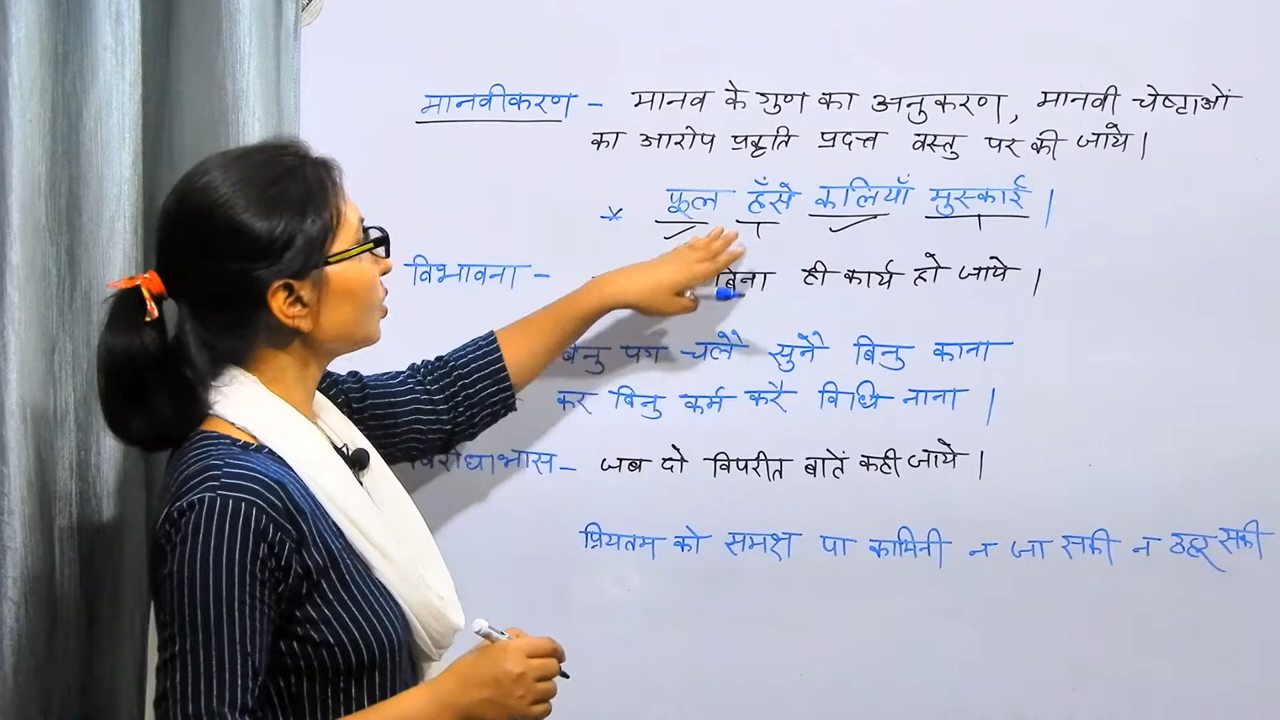 मानवीकरण – मानव के गुण का अनुकरण, मानवी चेष्टाओं
का आरोप प्रकृति प्रदत्त वस्तु पर की जाये |
* फूल हँसे कलियाँ मुस्काई |
विभावना – बिना ही कार्य हो जाये |
पग चलै सुनै बिनु काना
कर बिनु कर्म करै विधि नाना |
जब दो विपरीत बातें कही जाये |
प्रियतम को समक्ष पा कामिनी न जा सकी न ठहर सकी